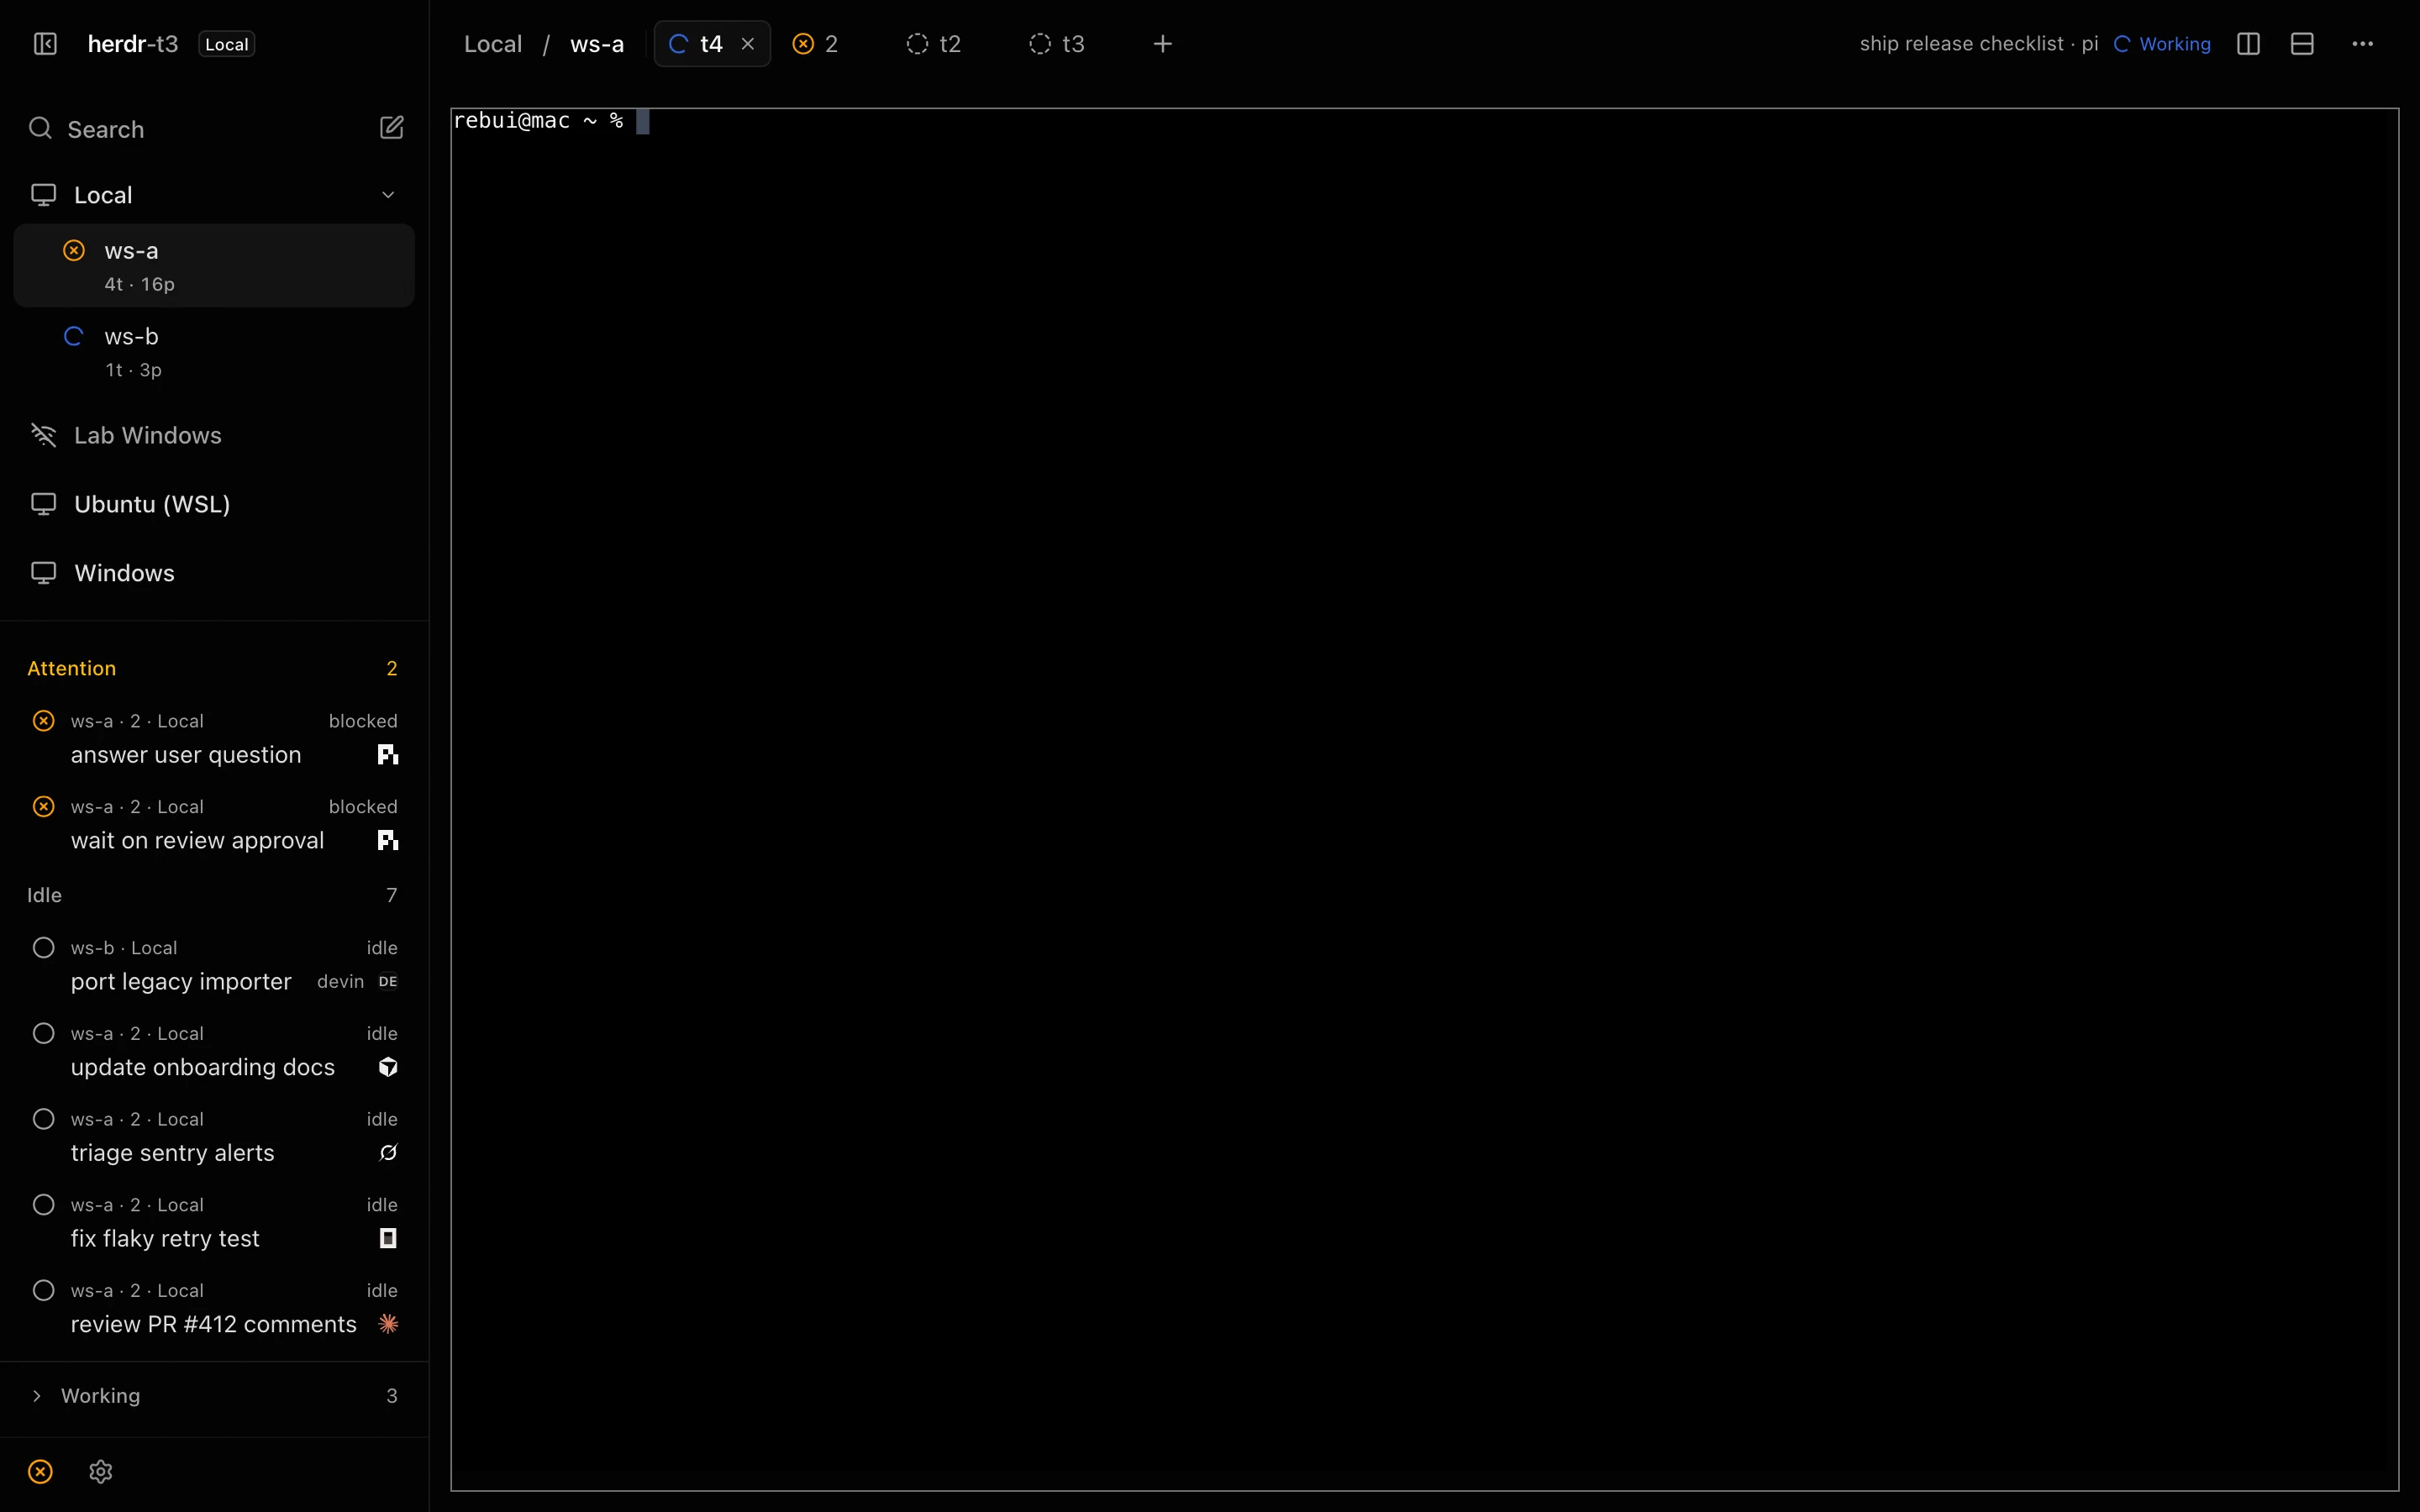 herdr-t3 Local
Search
Local
ws-a
4t · 16p
ws-b
1t · 3p
Lab Windows
Ubuntu (WSL)
Windows
Attention 2
ws-a · 2 · Local blocked
answer user question
ws-a · 2 · Local blocked
wait on review approval
Idle 7
ws-b · Local idle
port legacy importer devin DE
ws-a · 2 · Local idle
update onboarding docs
ws-a · 2 · Local idle
triage sentry alerts
ws-a · 2 · Local idle
fix flaky retry test
ws-a · 2 · Local idle
review PR #412 comments
Working 3
Local / ws-a t4 2 t2 t3 ship release checklist · pi Working
rebui@mac ~ %